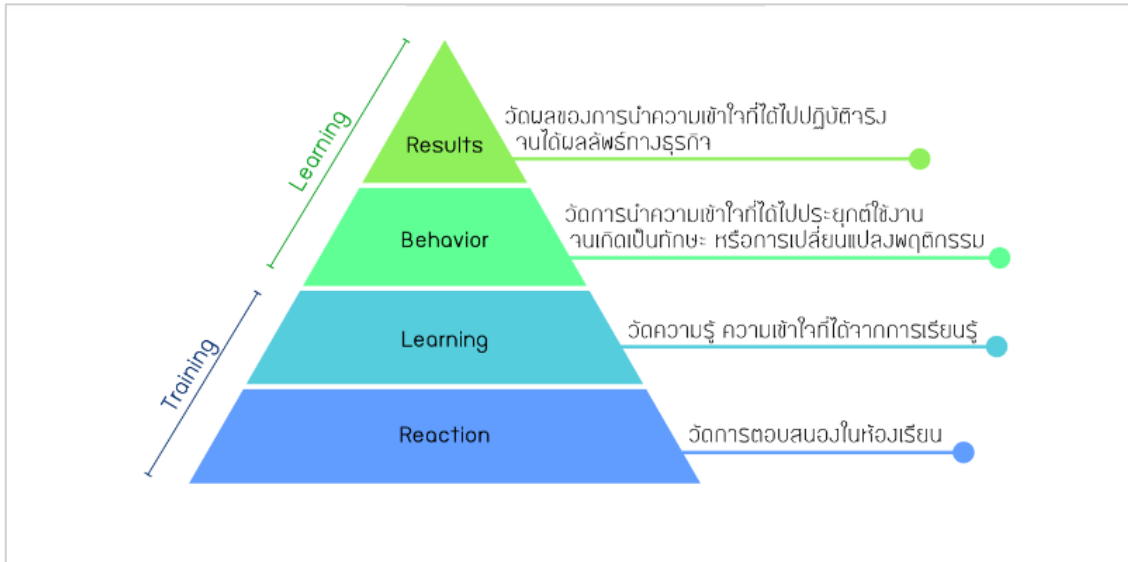 Learning
Training
Results
วัดผลของการนำความเข้าใจที่ได้ไปปฏิบัติจริง
จนได้ผลลัพธ์ทางธุรกิจ
Behavior
วัดการนำความเข้าใจที่ได้ไปประยุกต์ใช้งาน
จนเกิดเป็นทักษะ หรือการเปลี่ยนแปลงพฤติกรรม
Learning
วัดความรู้ ความเข้าใจที่ได้จากการเรียนรู้
Reaction
วัดการตอบสนองในห้องเรียน